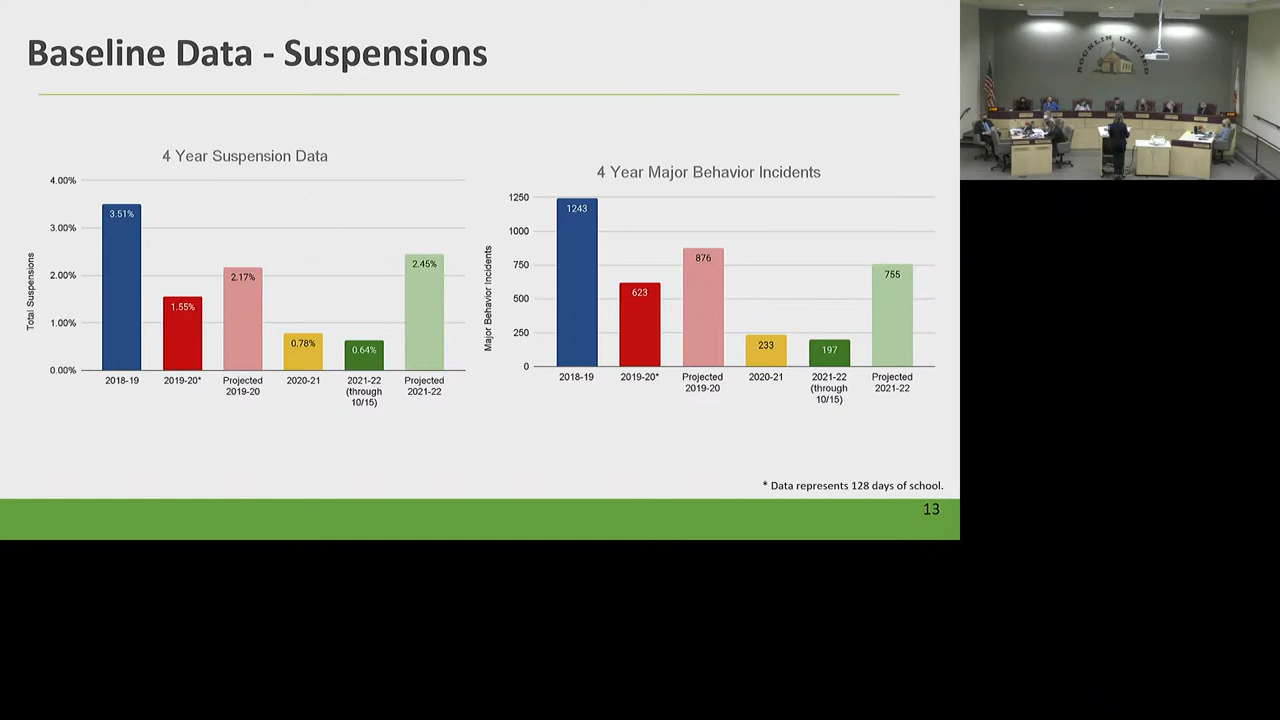 Baseline Data - Suspensions
4 Year Suspension Data
4.00%
3.00%
2.00%
1.00%
0.00%
Total Suspensions
3.51%
1.55%
2.17%
0.78%
0.64%
2.45%
2018-19
2019-20*
Projected
2019-20
2020-21
2021-22
(through
10/15)
Projected
2021-22
4 Year Major Behavior Incidents
1250
1000
750
500
250
0
Major Behavior Incidents
1243
623
876
233
197
755
2018-19
2019-20*
Projected
2019-20
2020-21
2021-22
(through
10/15)
Projected
2021-22
* Data represents 128 days of school.
13
ROCKLIN UNIFIED